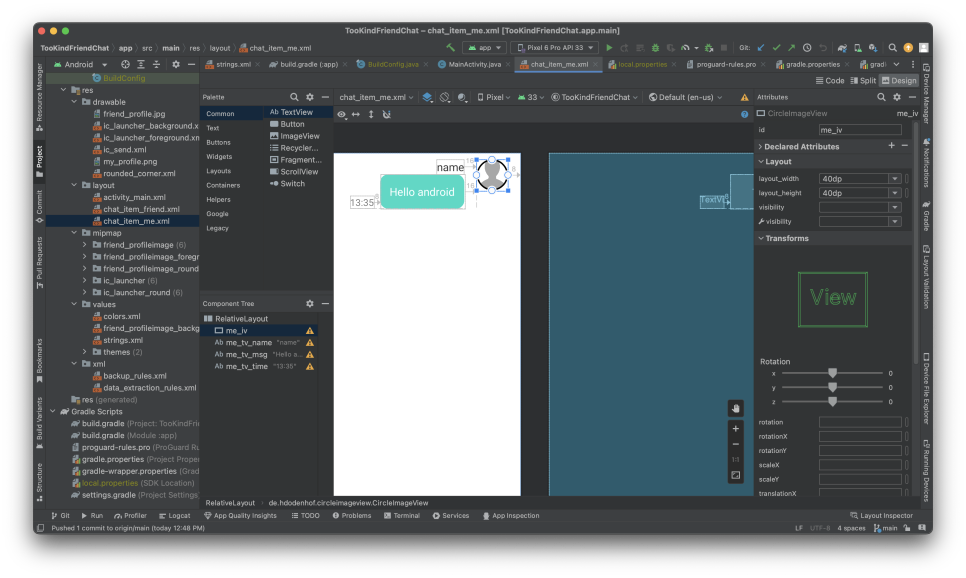 TooKindFriendChat – chat_item_me.xml [TooKindFriendChat.app.main]
TooKindFriendChat app src main res layout chat_item_me.xml
app Pixel 6 Pro API 33 Git:
Android
strings.xml build.gradle (:app) BuildConfig.java MainActivity.java chat_item_me.xml local.properties proguard-rules.pro gradle.properties gradl
Code Split Design
Resource Manager
Project
Commit
Pull Requests
Bookmarks
Build Variants
Structure
BuildConfig
res
drawable
friend_profile.jpg
ic_launcher_background.x
ic_launcher_foreground.xm
ic_send.xml
my_profile.png
rounded_corner.xml
layout
activity_main.xml
chat_item_friend.xml
chat_item_me.xml
mipmap
friend_profileimage (6)
friend_profileimage_foregr
friend_profileimage_round
ic_launcher (6)
ic_launcher_round (6)
values
colors.xml
friend_profileimage_backg
strings.xml
themes (2)
xml
backup_rules.xml
data_extraction_rules.xml
res (generated)
Gradle Scripts
build.gradle (Project: TooKindFrie
build.gradle (Module :app)
proguard-rules.pro (ProGuard Ru
gradle.properties (Project Proper
gradle-wrapper.properties (Grad
local.properties (SDK Location)
settings.gradle (Project Settings)
Palette
Common
Text
Buttons
Widgets
Layouts
Containers
Helpers
Google
Legacy
Ab TextView
Button
ImageView
Recycler...
Fragment...
ScrollView
Switch
Component Tree
RelativeLayout
me_iv
Ab me_tv_name "name"
Ab me_tv_msg "Hello a...
Ab me_tv_time "13:35"
chat_item_me.xml Pixel 33 TooKindFriendChat Default (en-us)
name
Hello android
13:35
16
8
16
1:1
RelativeLayout de.hdodenhof.circleimageview.CircleImageView
Attributes
CircleImageView me_iv
id me_iv
Declared Attributes
Layout
layout_width 40dp
layout_height 40dp
visibility
visibility
Transforms
View
Rotation
x 0
y 0
z 0
rotation
rotationX
rotationY
scaleX
scaleY
translationX
Device Manager
Notifications
Gradle
Layout Validation
Device File Explorer
Running Devices
Git Run Profiler Logcat App Quality Insights TODO Problems Terminal Services App Inspection Layout Inspector
Pushed 1 commit to origin/main (today 12:48 PM) LF UTF-8 4 spaces main